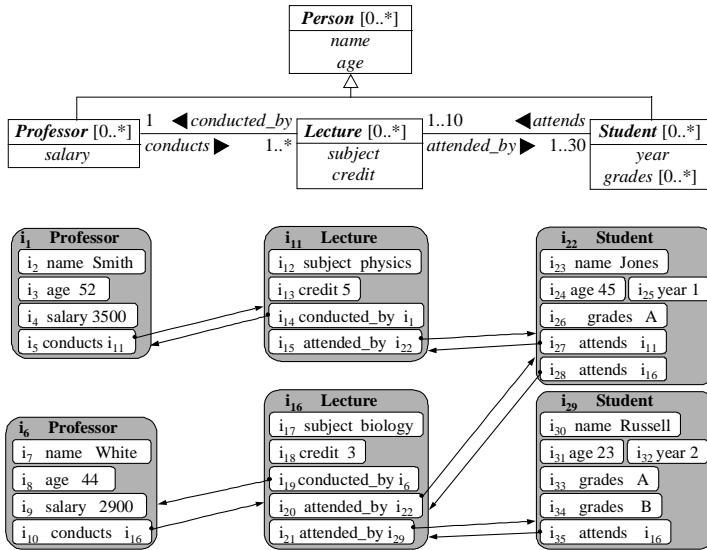 Person [0..*]
name
age
1 conducted_by
1..10 attends
Professor [0..*]
Lecture [0..*]
Student [0..*]
salary
conducts 1..*
attended_by 1..30
subject
credit
year
grades [0..*]
i1 Professor
i2 name Smith
i3 age 52
i4 salary 3500
i5 conducts i11
i11 Lecture
i12 subject physics
i13 credit 5
i14 conducted_by i1
i15 attended_by i22
i22 Student
i23 name Jones
i24 age 45 i25 year 1
i26 grades A
i27 attends i11
i28 attends i16
i6 Professor
i7 name White
i8 age 44
i9 salary 2900
i10 conducts i16
i16 Lecture
i17 subject biology
i18 credit 3
i19 conducted_by i6
i20 attended_by i22
i21 attended_by i29
i29 Student
i30 name Russell
i31 age 23 i32 year 2
i33 grades A
i34 grades B
i35 attends i16